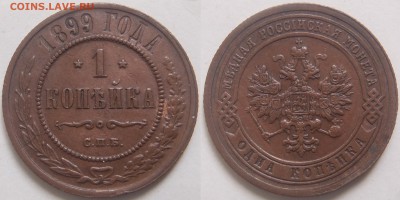 COINS.LAVE.RU
1899 ГОДА
* 1 *
КОПѢЙКА
С.П.Б.
МѢДНАЯ РОССІЙСКАЯ МОНЕТА
ОДНА КОПѢЙКА